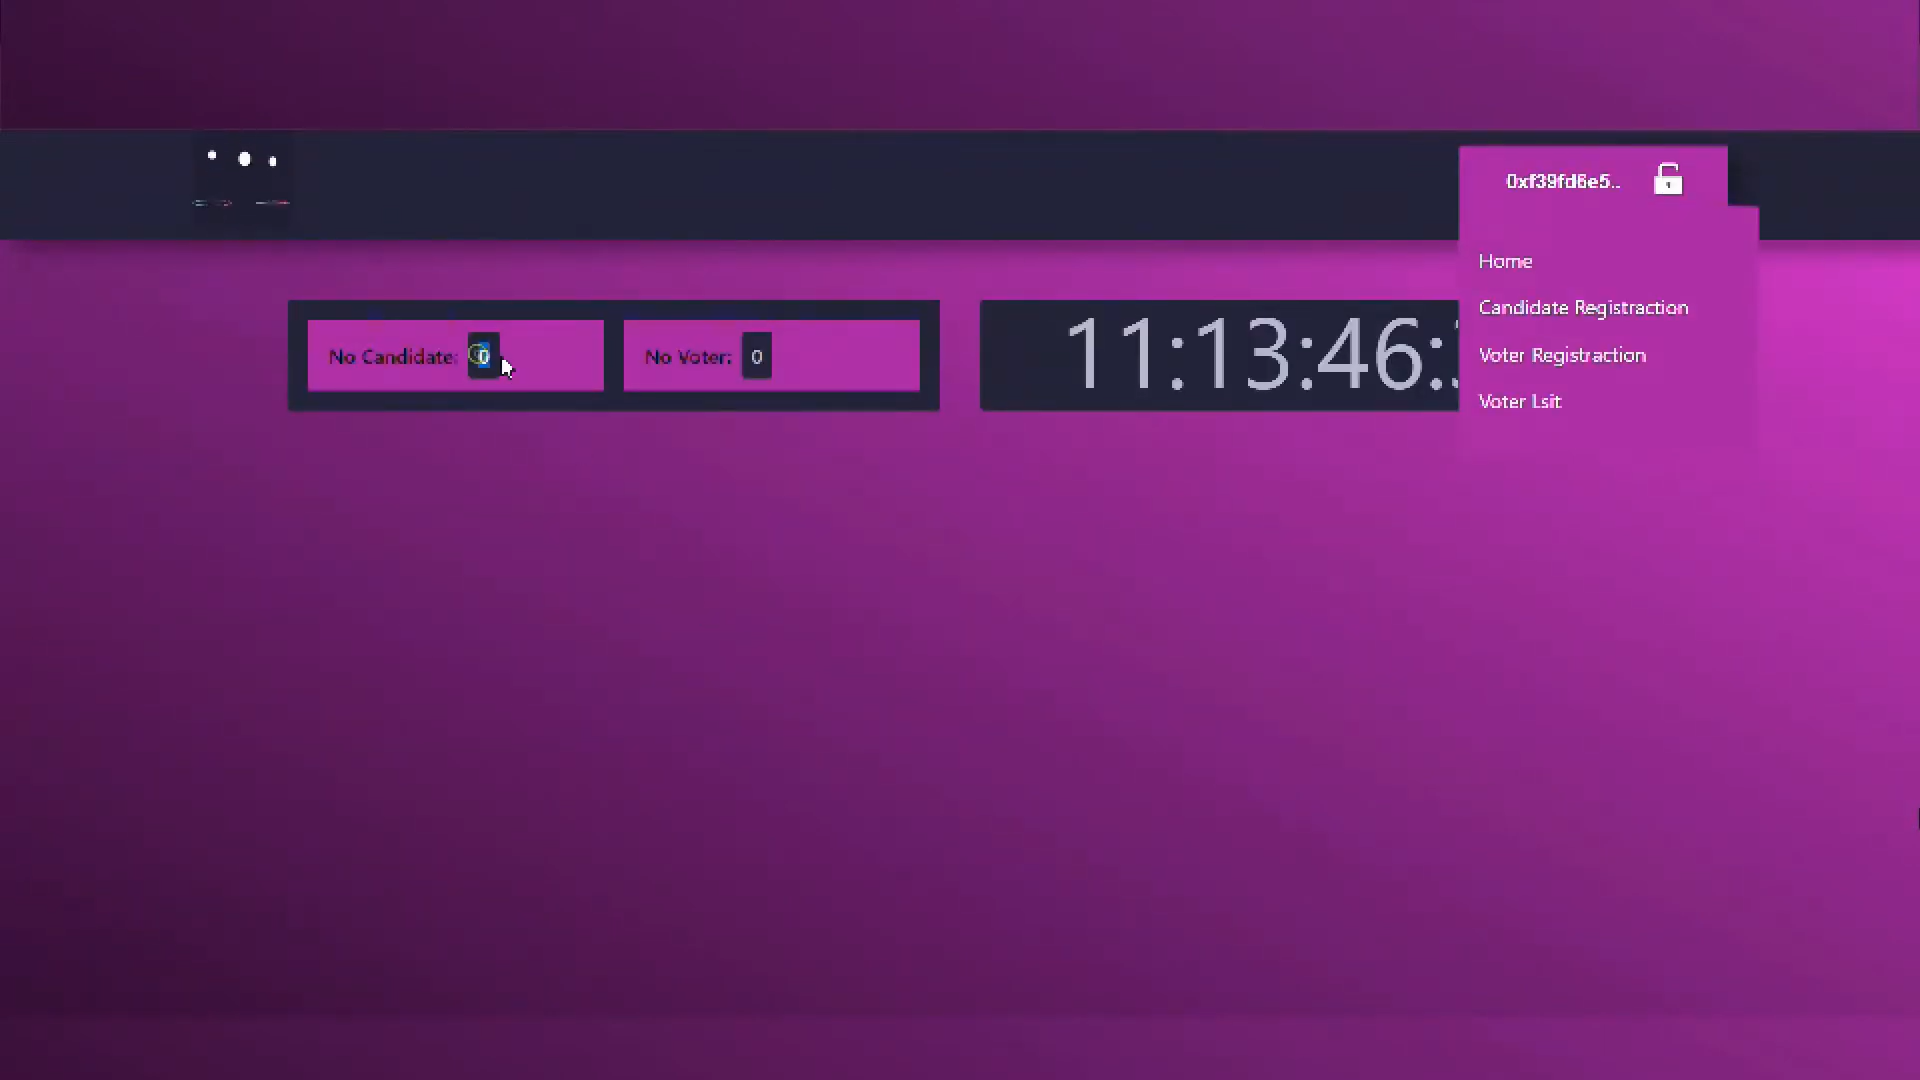 0xf39fd6e5..
Home
Candidate Registraction
Voter Registraction
Voter Lsit
No Candidate: 0
No Voter: 0
11:13:46: